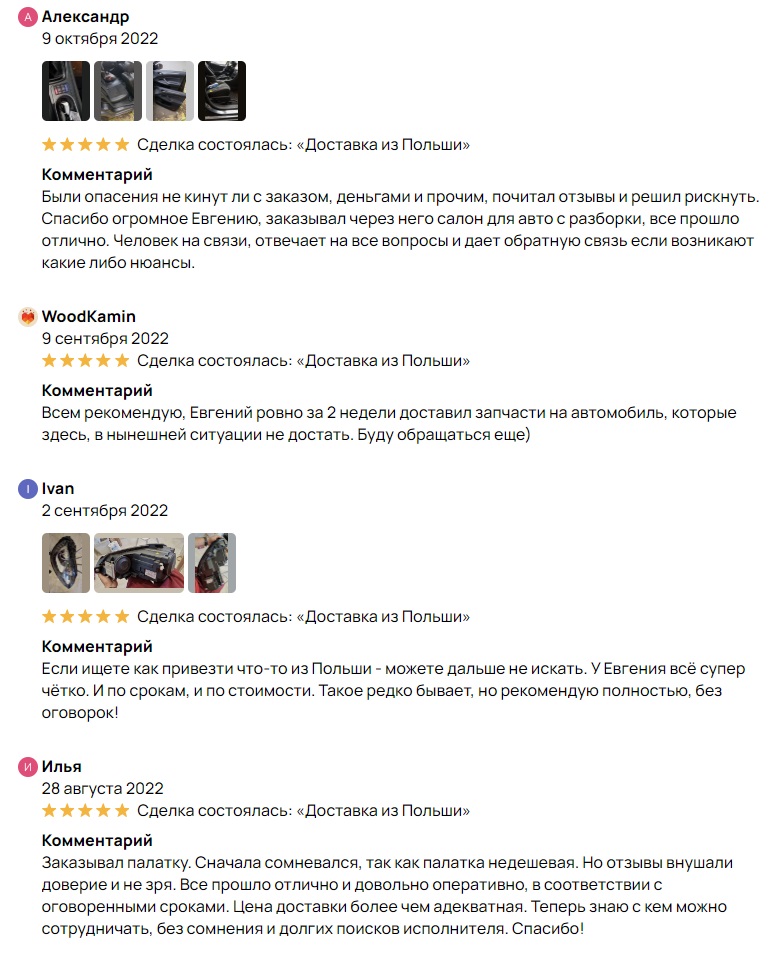 А Александр
9 октября 2022
Сделка состоялась: «Доставка из Польши»
Комментарий
Были опасения не кинут ли с заказом, деньгами и прочим, почитал отзывы и решил рискнуть.
Спасибо огромное Евгению, заказывал через него салон для авто с разборки, все прошло
отлично. Человек на связи, отвечает на все вопросы и дает обратную связь если возникают
какие либо нюансы.
WoodKamin
9 сентября 2022
Сделка состоялась: «Доставка из Польши»
Комментарий
Всем рекомендую, Евгений ровно за 2 недели доставил запчасти на автомобиль, которые
здесь, в нынешней ситуации не достать. Буду обращаться еще)
I Ivan
2 сентября 2022
Сделка состоялась: «Доставка из Польши»
Комментарий
Если ищете как привезти что-то из Польши - можете дальше не искать. У Евгения всё супер
чётко. И по срокам, и по стоимости. Такое редко бывает, но рекомендую полностью, без
оговорок!
И Илья
28 августа 2022
Сделка состоялась: «Доставка из Польши»
Комментарий
Заказывал палатку. Сначала сомневался, так как палатка недешевая. Но отзывы внушали
доверие и не зря. Все прошло отлично и довольно оперативно, в соответствии с
оговоренными сроками. Цена доставки более чем адекватная. Теперь знаю с кем можно
сотрудничать, без сомнения и долгих поисков исполнителя. Спасибо!